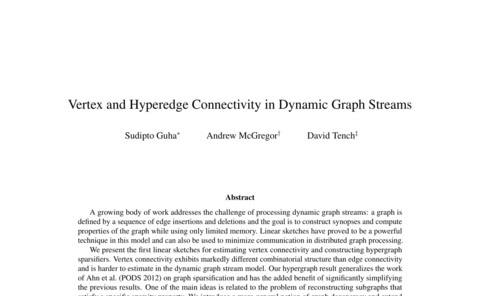 Vertex and Hyperedge Connectivity in Dynamic Graph Streams
Sudipto Guha* Andrew McGregor† David Tench‡
Abstract
A growing body of work addresses the challenge of processing dynamic graph streams: a graph is
defined by a sequence of edge insertions and deletions and the goal is to construct synopses and compute
properties of the graph while using only limited memory. Linear sketches have proved to be a powerful
technique in this model and can also be used to minimize communication in distributed graph processing.
We present the first linear sketches for estimating vertex connectivity and constructing hypergraph
sparsifiers. Vertex connectivity exhibits markedly different combinatorial structure than edge connectivity
and is harder to estimate in the dynamic graph stream model. Our hypergraph result generalizes the work
of Ahn et al. (PODS 2012) on graph sparsification and has the added benefit of significantly simplifying
the previous results. One of the main ideas is related to the problem of reconstructing subgraphs that